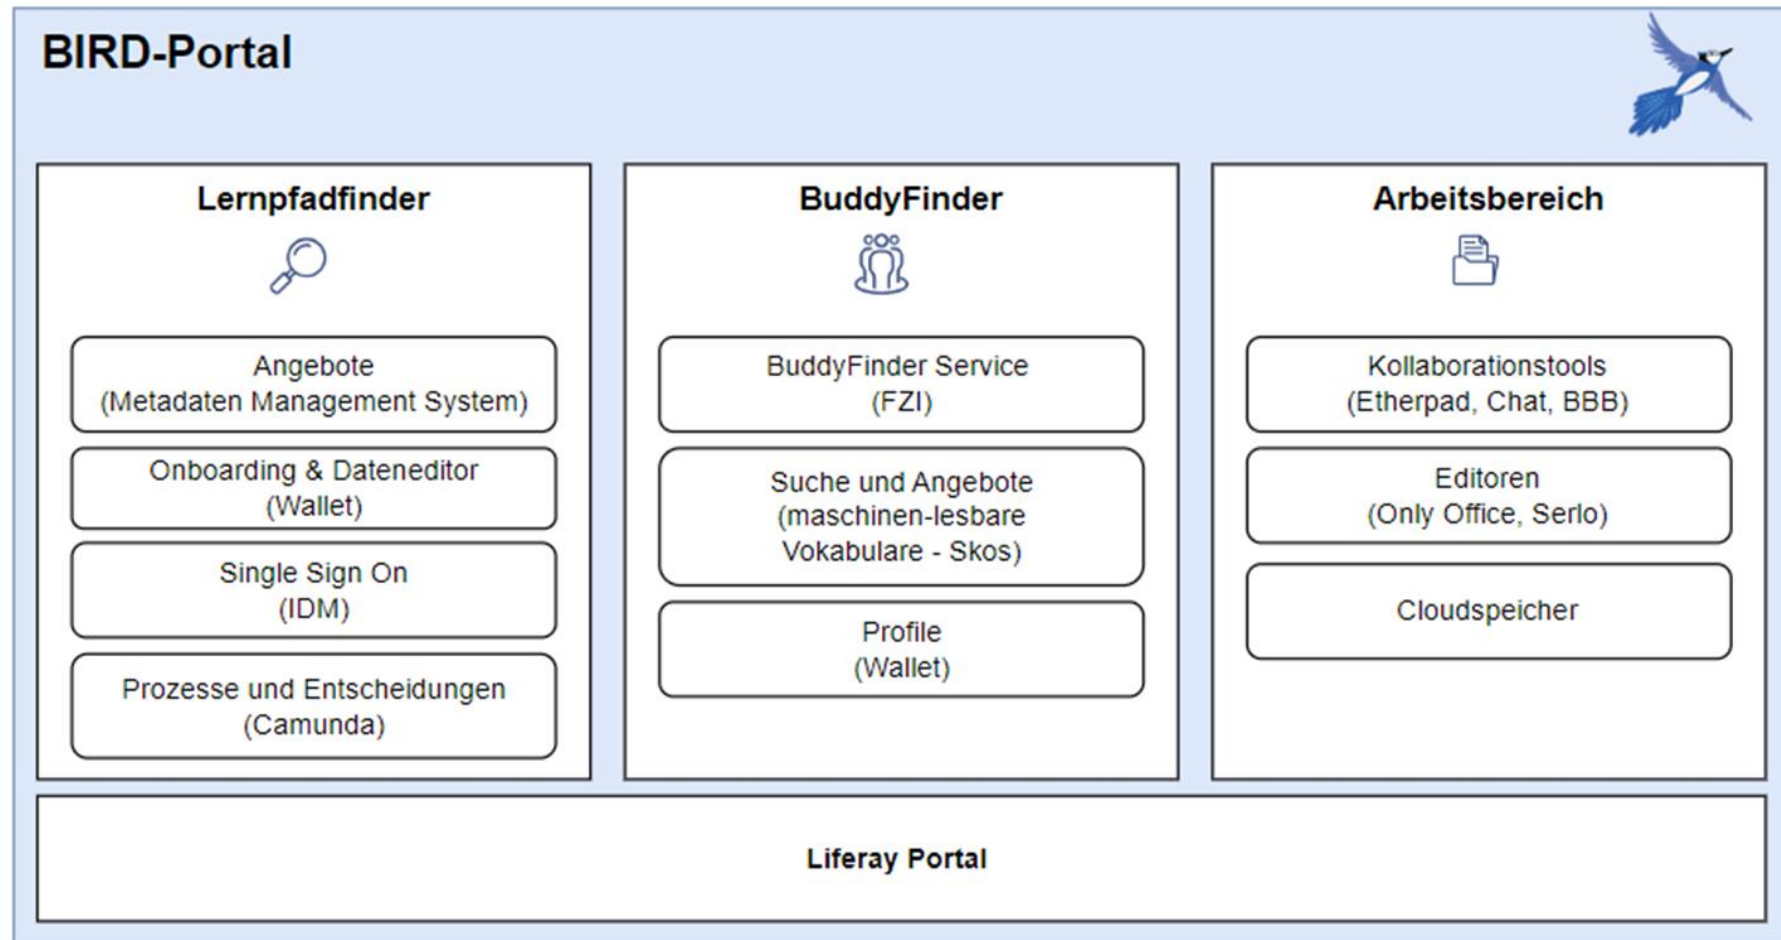 BIRD-Portal
Lernpfadfinder
Angebote
(Metadaten Management System)
Onboarding & Dateneditor
(Wallet)
Single Sign On
(IDM)
Prozesse und Entscheidungen
(Camunda)
BuddyFinder
BuddyFinder Service
(FZI)
Suche und Angebote
(maschinen-lesbare
Vokabulare - Skos)
Profile
(Wallet)
Arbeitsbereich
Kollaborationstools
(Etherpad, Chat, BBB)
Editoren
(Only Office, Serlo)
Cloudspeicher
Liferay Portal